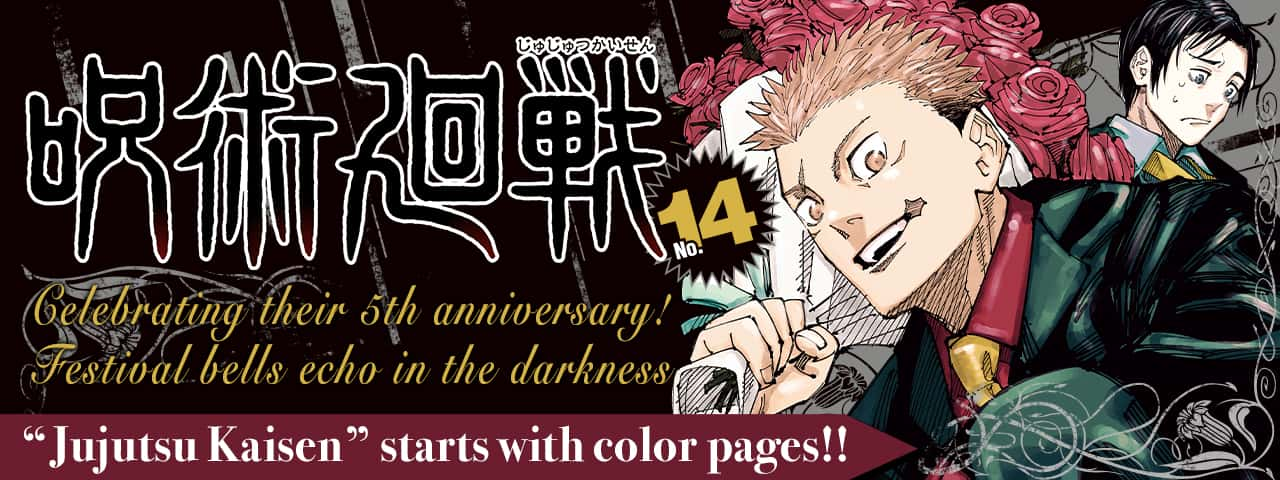 じゅじゅつかいせん
呪術廻戦
No.14
Celebrating their 5th anniversary!
Festival bells echo in the darkness
“Jujutsu Kaisen” starts with color pages!!